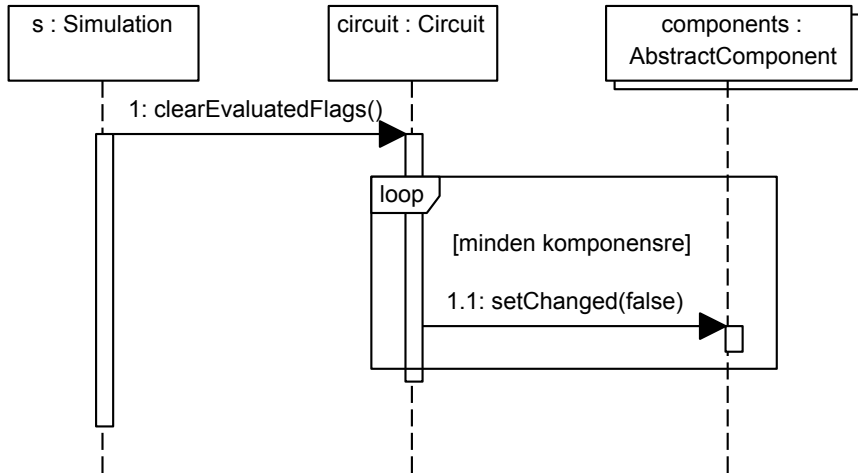 s : Simulation
circuit : Circuit
components :
AbstractComponent
1: clearEvaluatedFlags()
loop
[minden komponensre]
1.1: setChanged(false)